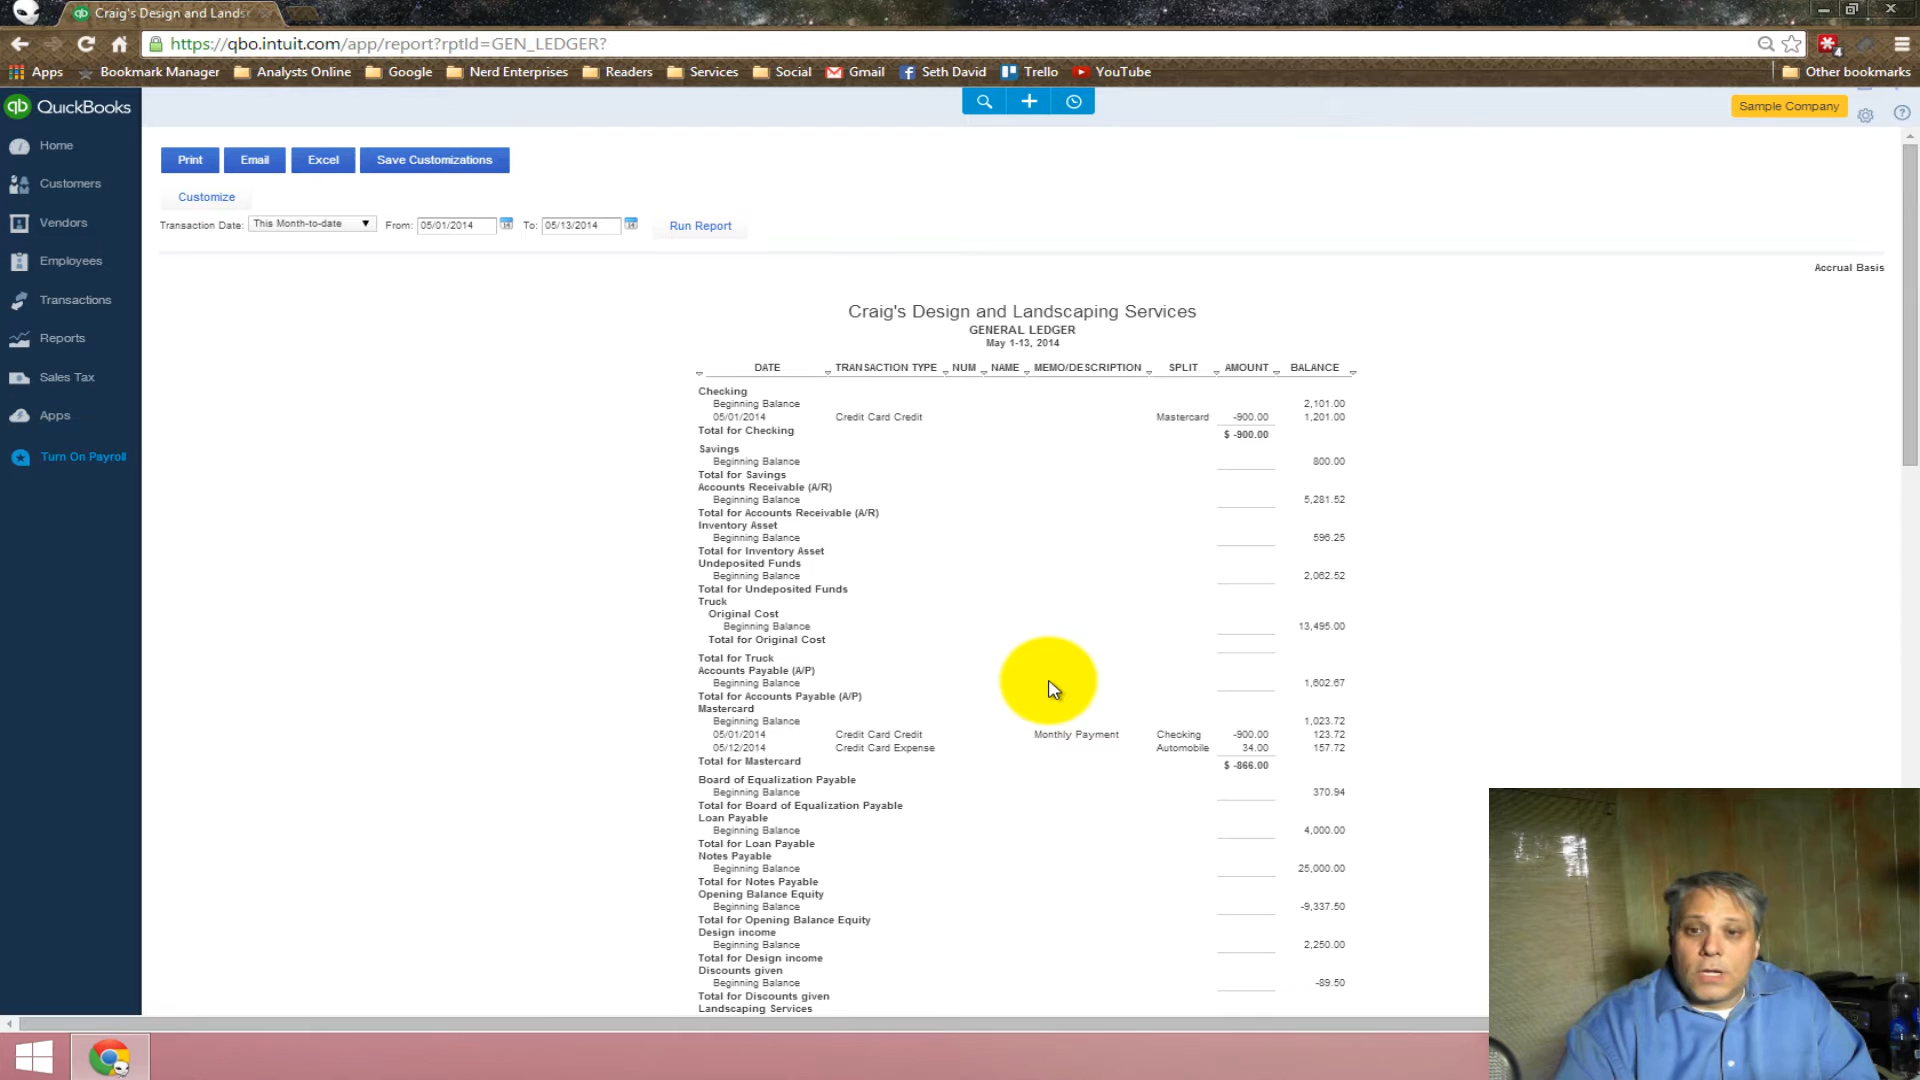 Craig's Design and Lands
https://qbo.intuit.com/app/report?rptId=GEN_LEDGER?
4
Apps Bookmark Manager Analysts Online Google Nerd Enterprises Readers Services Social Gmail Seth David Trello YouTube Other bookmarks
qb QuickBooks
Sample Company
Home
Customers
Vendors
Employees
Transactions
Reports
Sales Tax
Apps
Turn On Payroll
Print Email Excel Save Customizations
Customize
Transaction Date: This Month-to-date From: 05/01/2014 To: 05/13/2014 Run Report
Accrual Basis
Craig's Design and Landscaping Services
GENERAL LEDGER
May 1-13, 2014
DATE TRANSACTION TYPE NUM NAME MEMO/DESCRIPTION SPLIT AMOUNT BALANCE
Checking
Beginning Balance 2,101.00
05/01/2014 Credit Card Credit Mastercard -900.00 1,201.00
Total for Checking $ -900.00
Savings
Beginning Balance 800.00
Total for Savings
Accounts Receivable (A/R)
Beginning Balance 5,281.52
Total for Accounts Receivable (A/R)
Inventory Asset
Beginning Balance 596.25
Total for Inventory Asset
Undeposited Funds
Beginning Balance 2,062.52
Total for Undeposited Funds
Truck
Original Cost
Beginning Balance 13,495.00
Total for Original Cost
Total for Truck
Accounts Payable (A/P)
Beginning Balance 1,602.67
Total for Accounts Payable (A/P)
Mastercard
Beginning Balance 1,023.72
05/01/2014 Credit Card Credit Monthly Payment Checking -900.00 123.72
05/12/2014 Credit Card Expense Automobile 34.00 157.72
Total for Mastercard $ -866.00
Board of Equalization Payable
Beginning Balance 370.94
Total for Board of Equalization Payable
Loan Payable
Beginning Balance 4,000.00
Total for Loan Payable
Notes Payable
Beginning Balance 25,000.00
Total for Notes Payable
Opening Balance Equity
Beginning Balance -9,337.50
Total for Opening Balance Equity
Design income
Beginning Balance 2,250.00
Total for Design income
Discounts given
Beginning Balance -89.50
Total for Discounts given
Landscaping Services